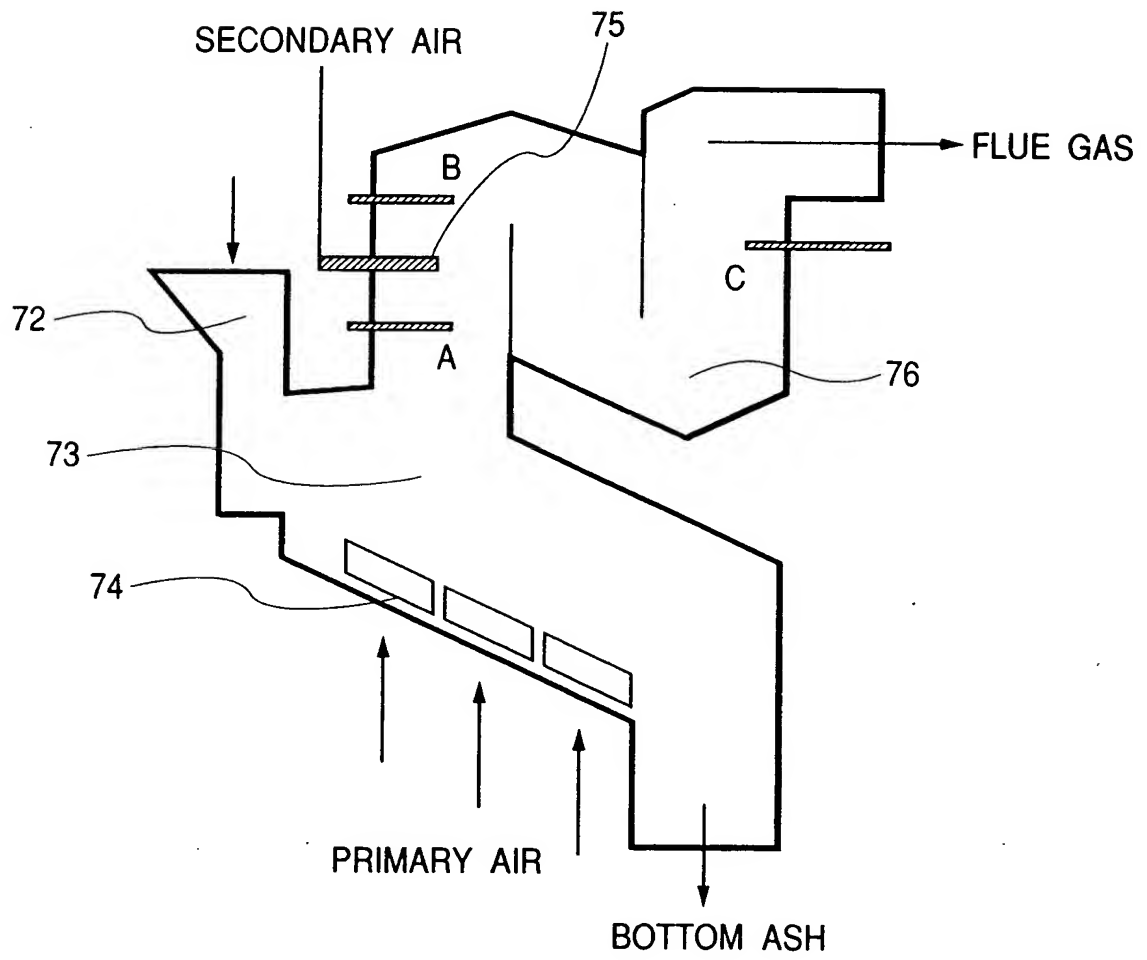 75
SECONDARY AIR
B
FLUE GAS
C
72
A
76
73
74
PRIMARY AIR
BOTTOM ASH